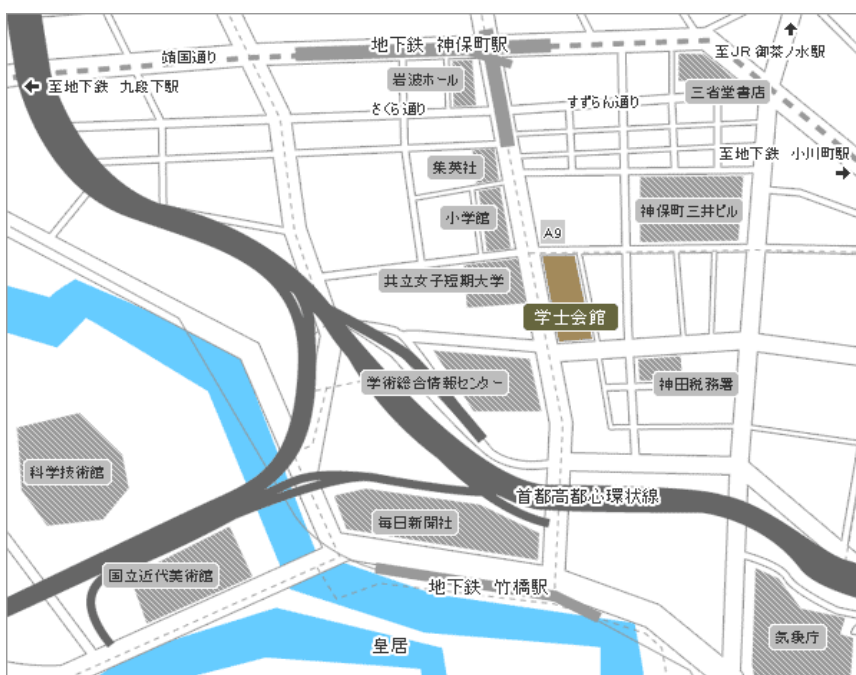 地下鉄 神保町駅
靖国通り
至JR 御茶ノ水駅
至地下鉄 九段下駅
岩波ホール
三省堂書店
さくら通り
すずらん通り
至地下鉄 小川町駅
集英社
小学館
神保町三井ビル
A9
共立女子短期大学
学士会館
学術総合情報センター
神田税務署
科学技術館
首都高都心環状線
毎日新聞社
国立近代美術館
地下鉄 竹橋駅
皇居
気象庁